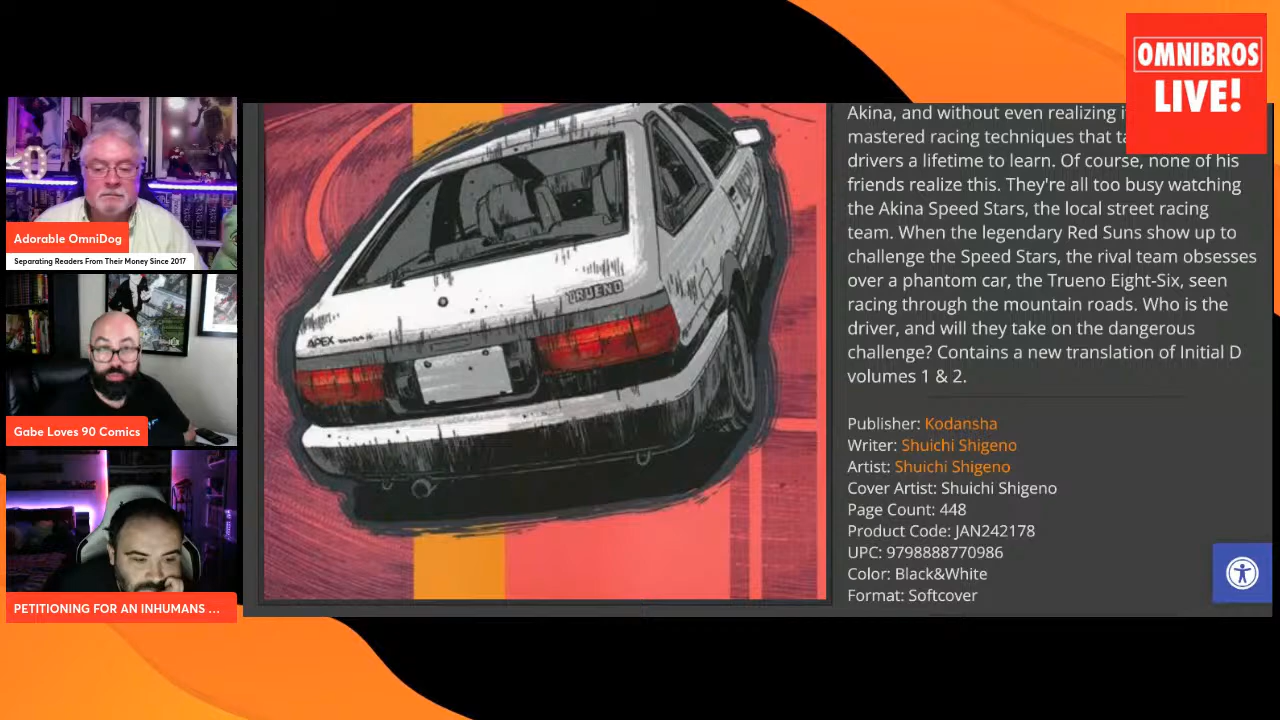 OMNIBROS
LIVE!
Adorable OmniDog
Separating Readers From Their Money Since 2017
Gabe Loves 90 Comics
PETITIONING FOR AN INHUMANS ...
TRUENO
APEX
Akina, and without even realizing
mastered racing techniques that
drivers a lifetime to learn. Of course, none of his
friends realize this. They're all too busy watching
the Akina Speed Stars, the local street racing
team. When the legendary Red Suns show up to
challenge the Speed Stars, the rival team obsesses
over a phantom car, the Trueno Eight-Six, seen
racing through the mountain roads. Who is the
driver, and will they take on the dangerous
challenge? Contains a new translation of Initial D
volumes 1 & 2.
Publisher: Kodansha
Writer: Shuichi Shigeno
Artist: Shuichi Shigeno
Cover Artist: Shuichi Shigeno
Page Count: 448
Product Code: JAN242178
UPC: 9798888770986
Color: Black&White
Format: Softcover